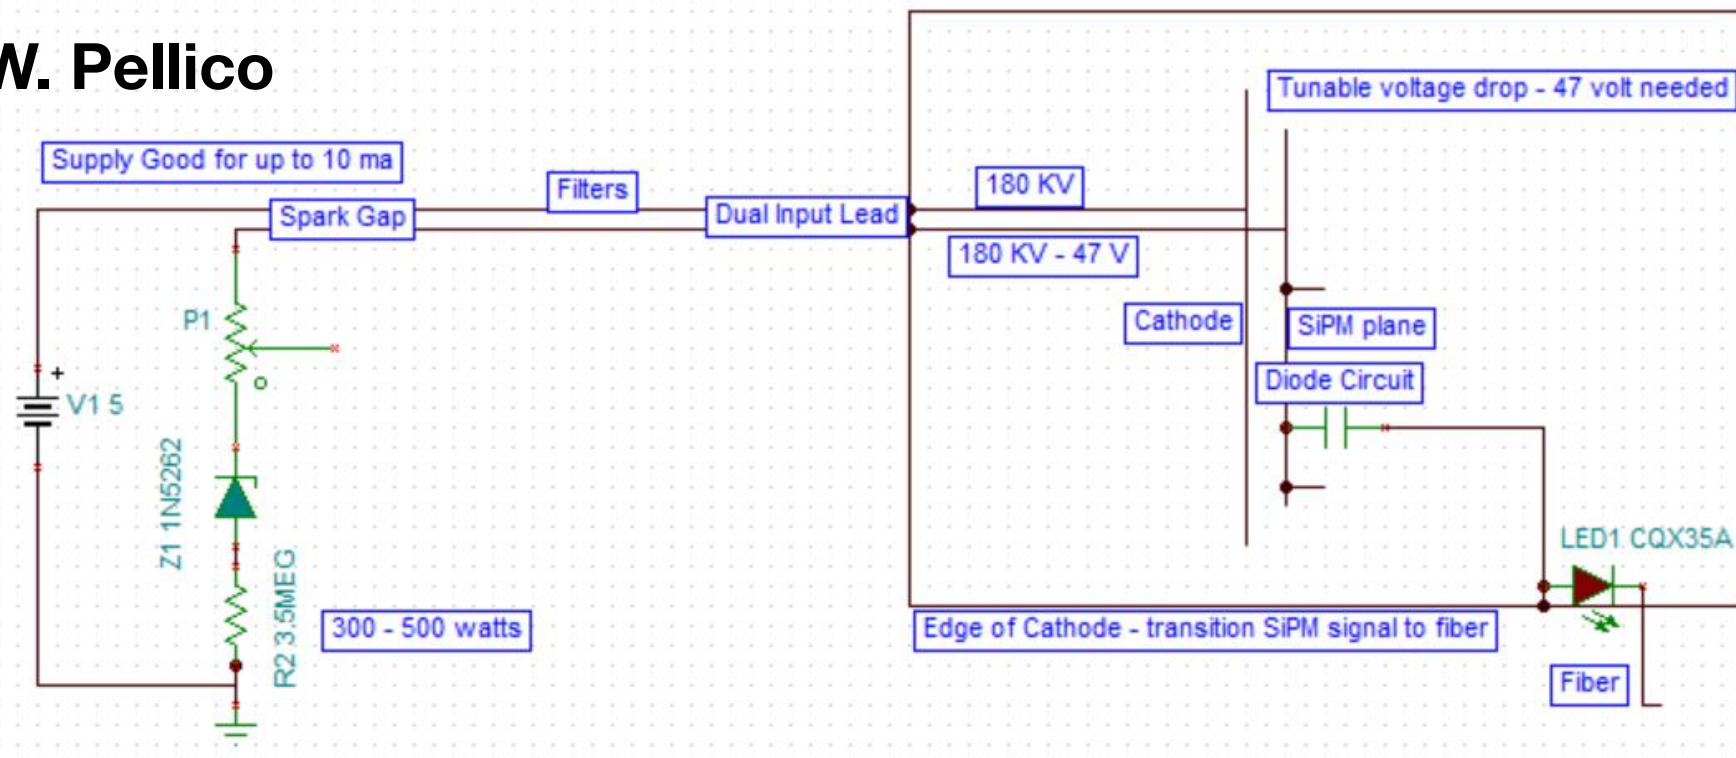 W. Pellico
Tunable voltage drop - 47 volt needed
Supply Good for up to 10 ma
Filters
180 KV
Spark Gap
Dual Input Lead
180 KV - 47 V
P1
Cathode
SiPM plane
Diode Circuit
+
V1 5
Z1 1N5262
LED1 CQX35A
R2 3.5MEG
300 - 500 watts
Edge of Cathode - transition SiPM signal to fiber
Fiber